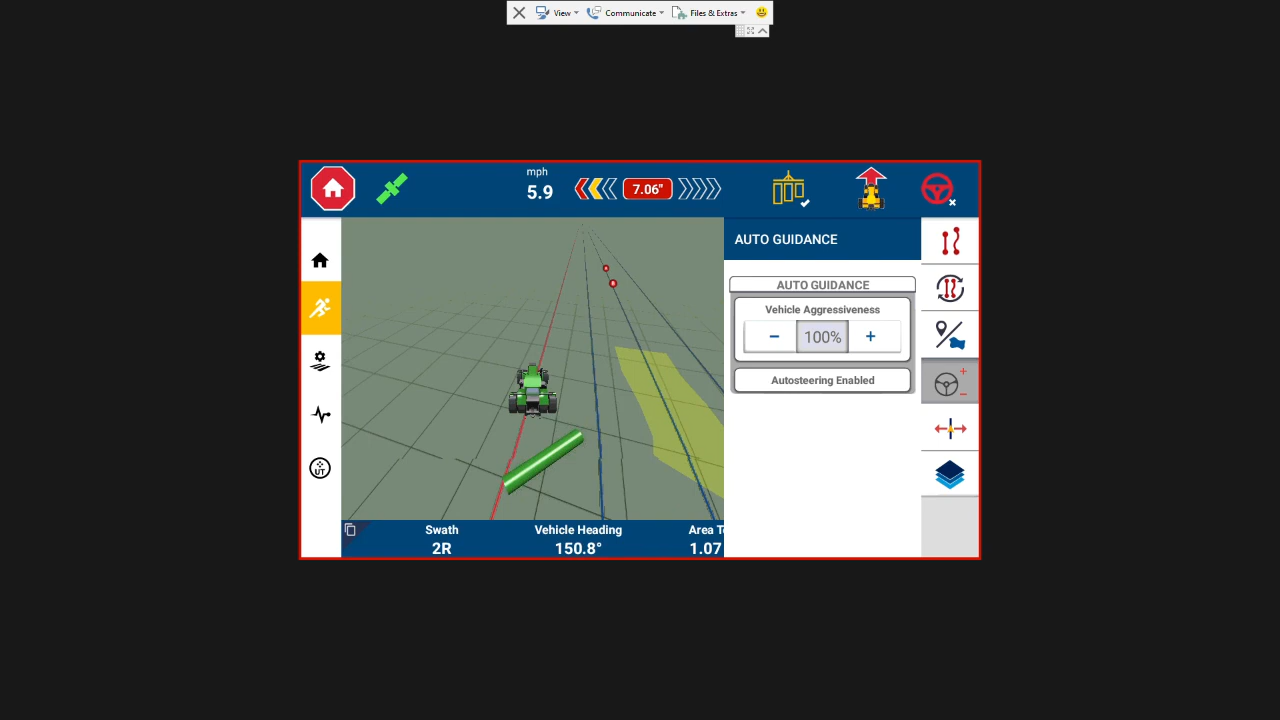 View
Communicate
Files & Extras
mph
5.9
7.06"
AUTO GUIDANCE
AUTO GUIDANCE
Vehicle Aggressiveness
− 100% +
Autosteering Enabled
UT
Swath
2R
Vehicle Heading
150.8°
Area T
1.07